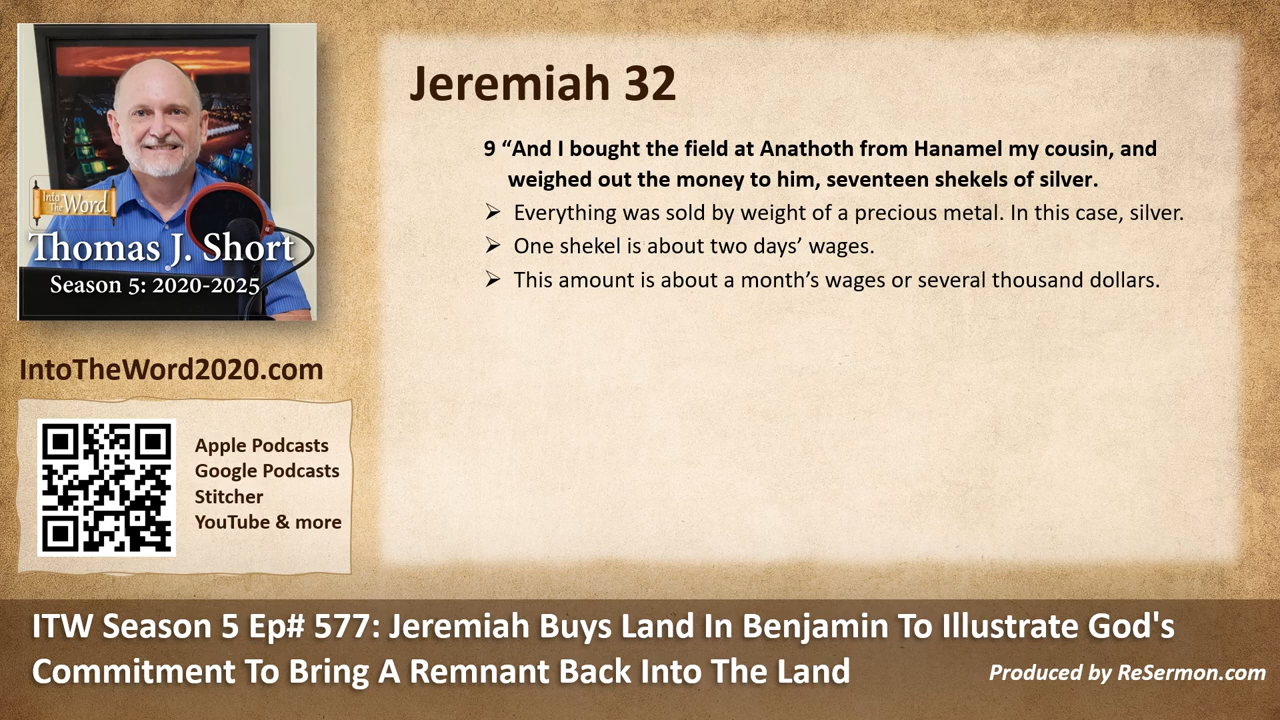 Into
The Word
Thomas J. Short
Season 5: 2020-2025
IntoTheWord2020.com
Apple Podcasts
Google Podcasts
Stitcher
YouTube & more
Jeremiah 32
9 “And I bought the field at Anathoth from Hanamel my cousin, and
weighed out the money to him, seventeen shekels of silver.
➢ Everything was sold by weight of a precious metal. In this case, silver.
➢ One shekel is about two days’ wages.
➢ This amount is about a month’s wages or several thousand dollars.
ITW Season 5 Ep# 577: Jeremiah Buys Land In Benjamin To Illustrate God's
Commitment To Bring A Remnant Back Into The Land
Produced by ReSermon.com